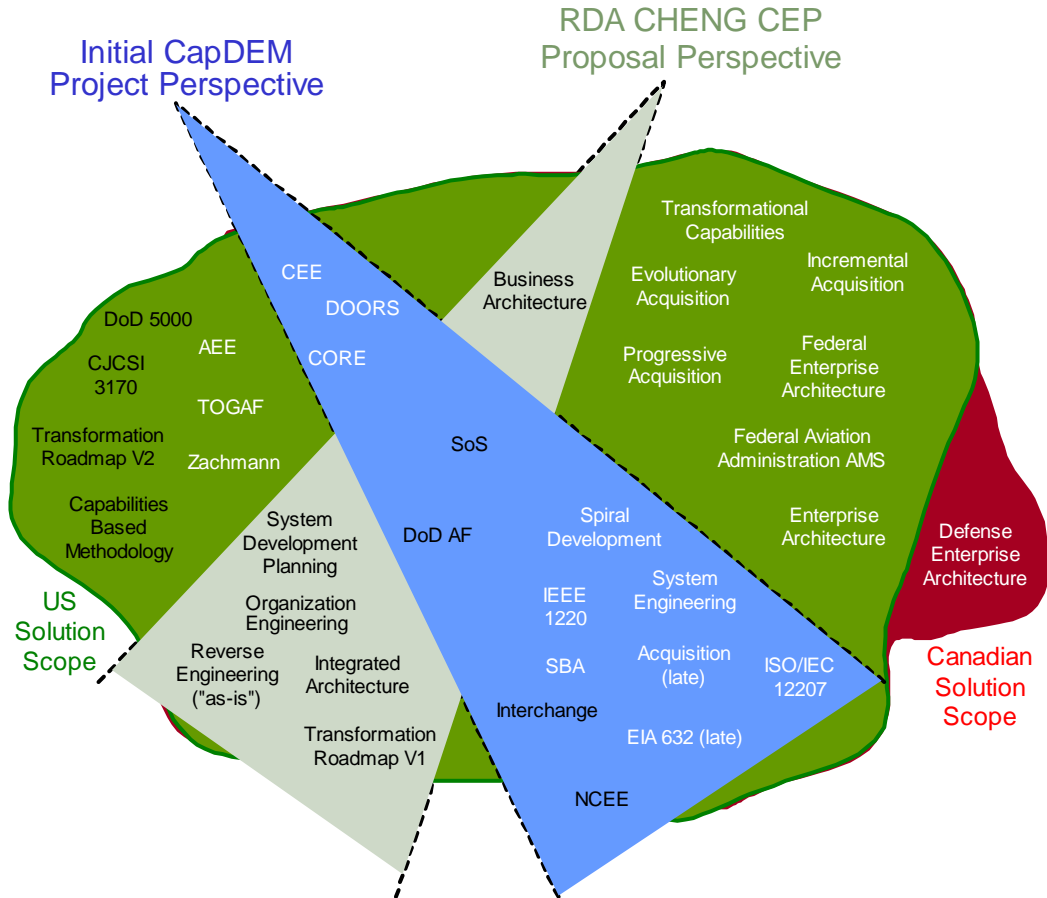 Initial CapDEM
Project Perspective
RDA CHENG CEP
Proposal Perspective
Transformational
Capabilities
CEE
Business
Architecture
Evolutionary
Acquisition
Incremental
Acquisition
DOORS
DoD 5000
AEE
CORE
CJCSI
3170
Progressive
Acquisition
Federal
Enterprise
Architecture
TOGAF
Transformation
Roadmap V2
Zachmann
SoS
Federal Aviation
Administration AMS
Capabilities
Based
Methodology
System
Development
Planning
DoD AF
Spiral
Development
Enterprise
Architecture
Defense
Enterprise
Architecture
US
Solution
Scope
Organization
Engineering
IEEE
1220
System
Engineering
Reverse
Engineering
("as-is")
Integrated
Architecture
SBA
Acquisition
(late)
ISO/IEC
12207
Canadian
Solution
Scope
Interchange
Transformation
Roadmap V1
EIA 632 (late)
NCEE